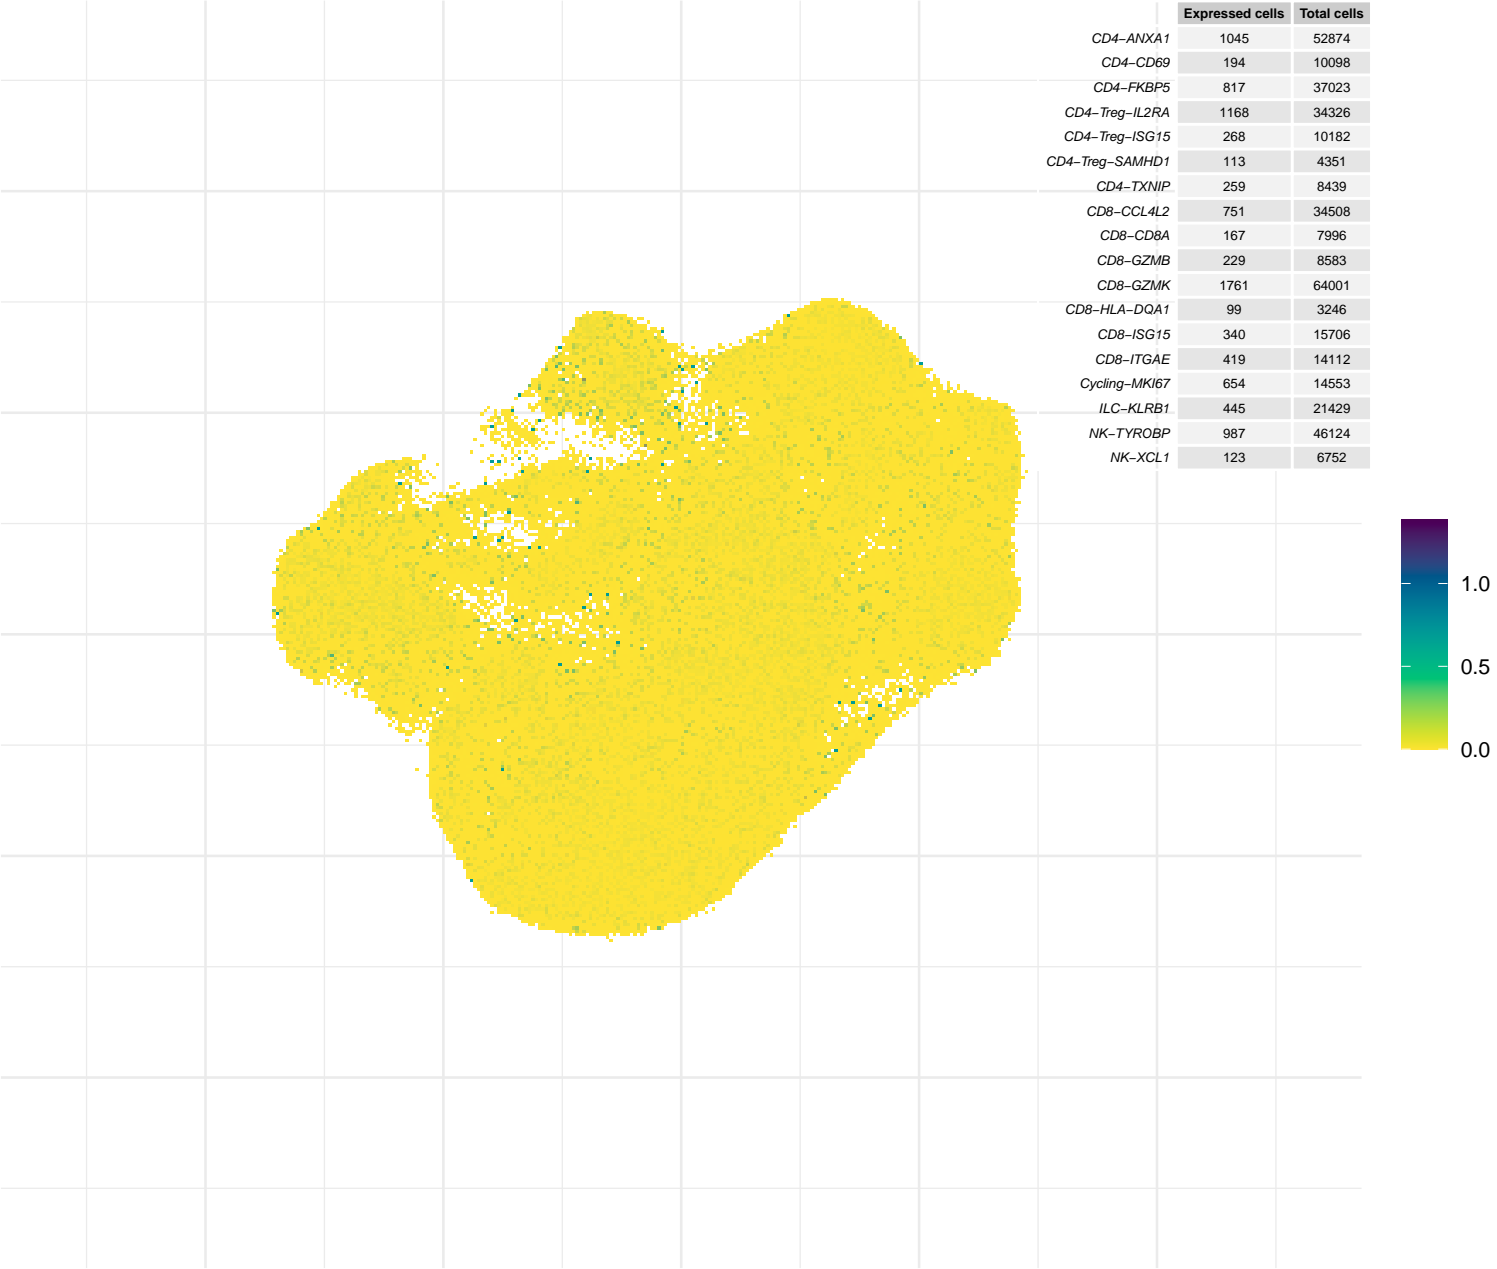 Expressed cells Total cells
CD4−ANXA1 1045 52874
CD4−CD69 194 10098
CD4−FKBP5 817 37023
CD4−Treg−IL2RA 1168 34326
CD4−Treg−ISG15 268 10182
CD4−Treg−SAMHD1 113 4351
CD4−TXNIP 259 8439
CD8−CCL4L2 751 34508
CD8−CD8A 167 7996
CD8−GZMB 229 8583
CD8−GZMK 1761 64001
CD8−HLA−DQA1 99 3246
CD8−ISG15 340 15706
CD8−ITGAE 419 14112
Cycling−MKI67 654 14553
ILC−KLRB1 445 21429
NK−TYROBP 987 46124
NK−XCL1 123 6752
1.0
0.5
0.0